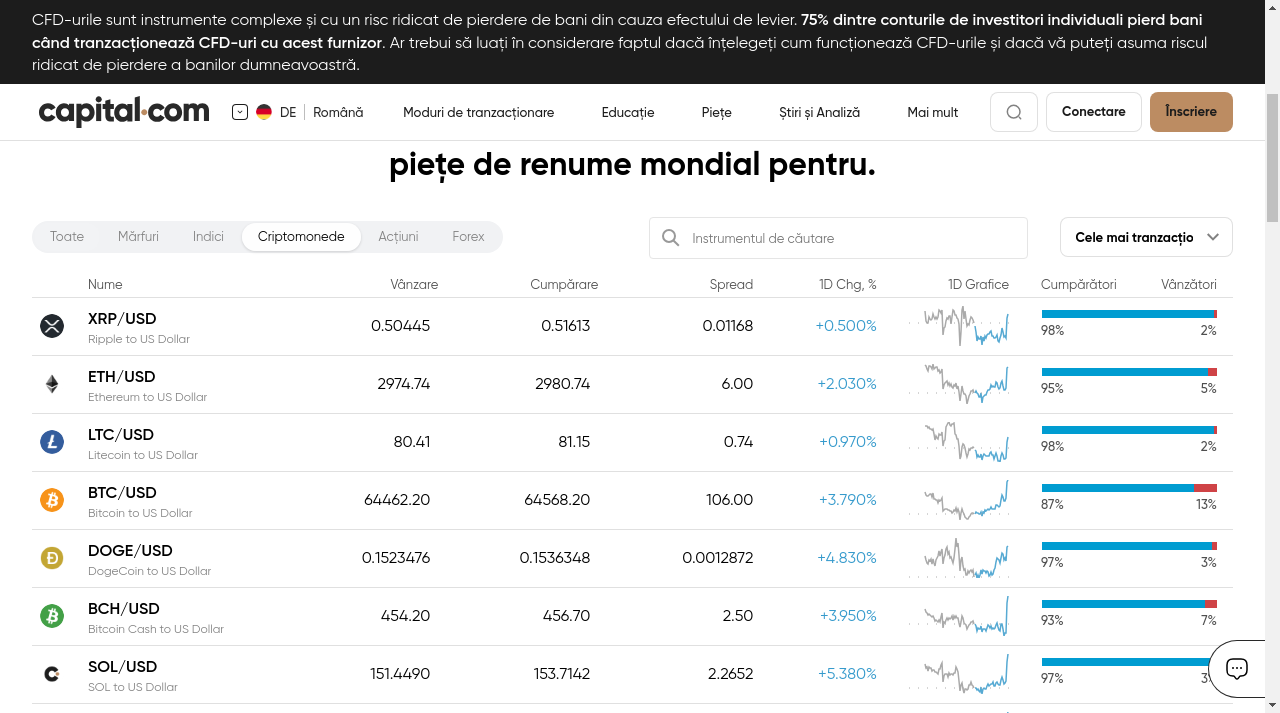 CFD-urile sunt instrumente complexe și cu un risc ridicat de pierdere de bani din cauza efectului de levier. 75% dintre conturile de investitori individuali pierd bani
când tranzacționează CFD-uri cu acest furnizor. Ar trebui să luați în considerare faptul dacă înțelegeți cum funcționează CFD-urile și dacă vă puteți asuma riscul
ridicat de pierdere a banilor dumneavoastră.
capital.com DE Română Moduri de tranzacționare Educație Piețe Știri și Analiză Mai mult Conectare Înscriere
piețe de renume mondial pentru.
Toate Mărfuri Indici Criptomonede Acțiuni Forex Instrumentul de căutare Cele mai tranzacțio
Nume Vânzare Cumpărare Spread 1D Chg, % 1D Grafice Cumpărători Vânzători
XRP/USD 0.50445 0.51613 0.01168 +0.500% 98% 2%
Ripple to US Dollar
ETH/USD 2974.74 2980.74 6.00 +2.030% 95% 5%
Ethereum to US Dollar
LTC/USD 80.41 81.15 0.74 +0.970% 98% 2%
Litecoin to US Dollar
BTC/USD 64462.20 64568.20 106.00 +3.790% 87% 13%
Bitcoin to US Dollar
DOGE/USD 0.1523476 0.1536348 0.0012872 +4.830% 97% 3%
DogeCoin to US Dollar
BCH/USD 454.20 456.70 2.50 +3.950% 93% 7%
Bitcoin Cash to US Dollar
SOL/USD 151.4490 153.7142 2.2652 +5.380% 97%
SOL to US Dollar